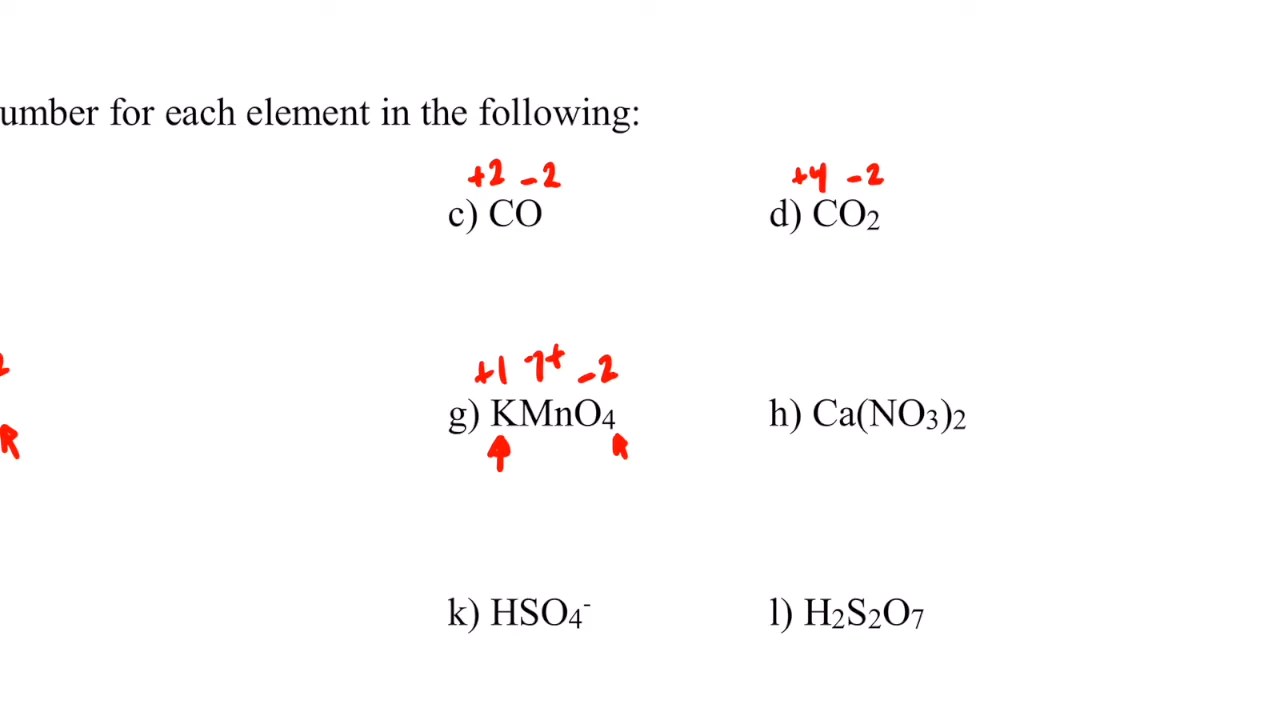 umber for each element in the following:
+2 -2 +4 -2
c) CO d) CO2
+1 7+ -2
g) KMnO4 h) Ca(NO3)2
k) HSO4- l) H2S2O7